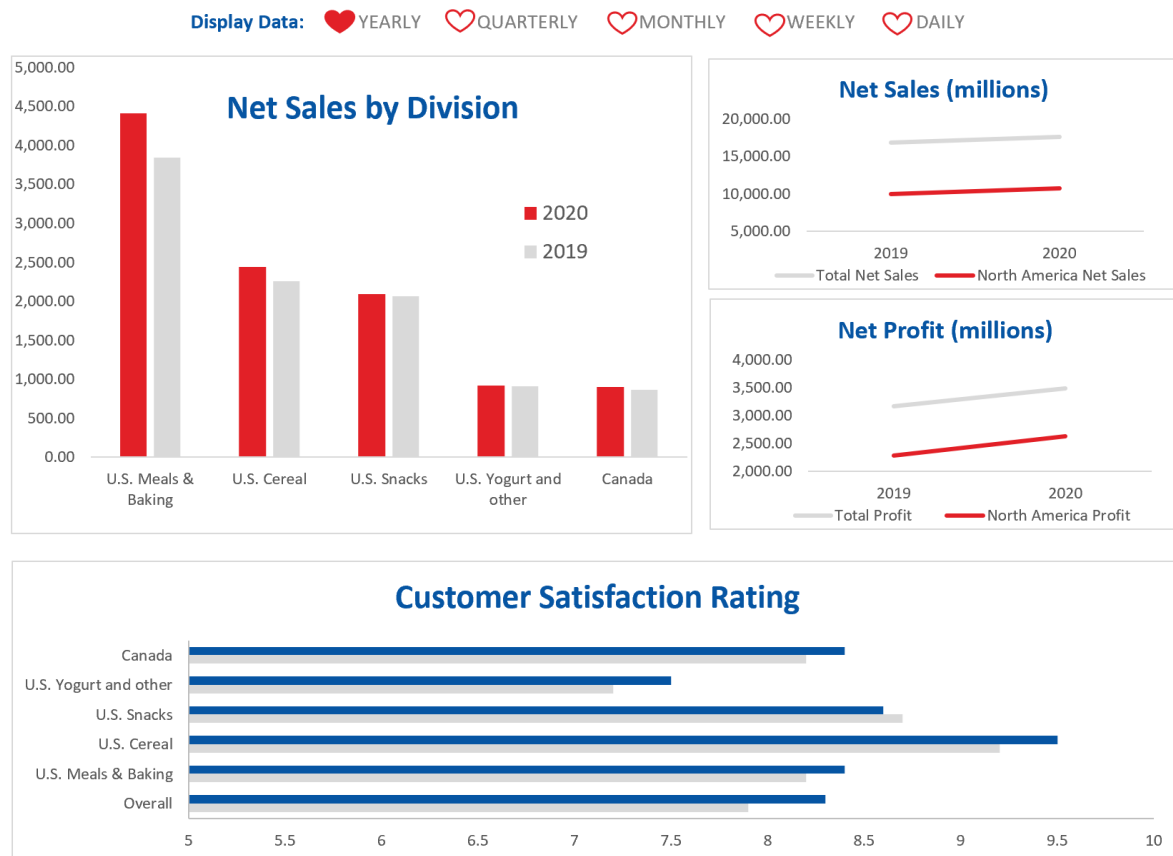 Display Data: YEARLY QUARTERLY MONTHLY WEEKLY DAILY
Net Sales by Division
5,000.00
4,500.00
4,000.00
3,500.00
3,000.00
2,500.00
2,000.00
1,500.00
1,000.00
500.00
0.00
2020
2019
U.S. Meals &
Baking
U.S. Cereal
U.S. Snacks
U.S. Yogurt and
other
Canada
Net Sales (millions)
20,000.00
15,000.00
10,000.00
5,000.00
2019 2020
Total Net Sales North America Net Sales
Net Profit (millions)
4,000.00
3,500.00
3,000.00
2,500.00
2,000.00
2019 2020
Total Profit North America Profit
Customer Satisfaction Rating
Canada
U.S. Yogurt and other
U.S. Snacks
U.S. Cereal
U.S. Meals & Baking
Overall
5 5.5 6 6.5 7 7.5 8 8.5 9 9.5 10